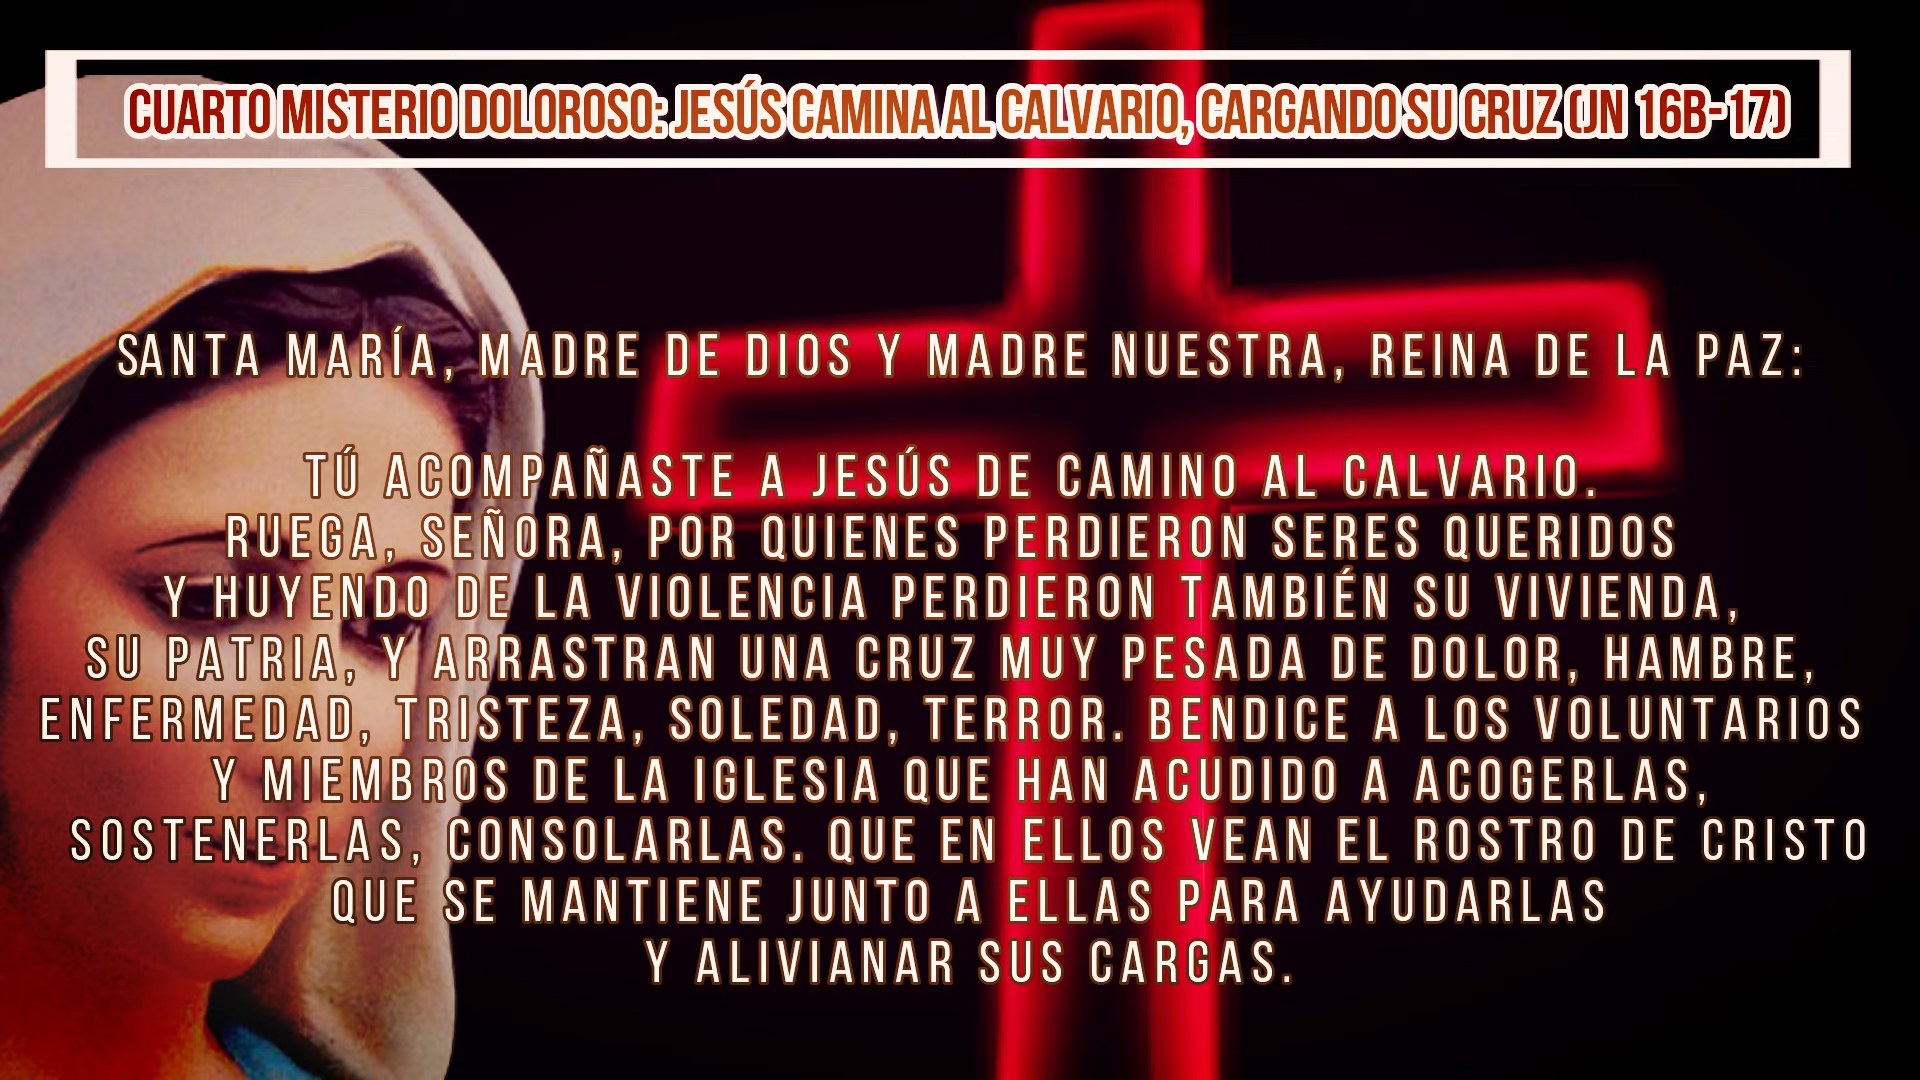 CUARTO MISTERIO DOLOROSO: JESÚS CAMINA AL CALVARIO, CARGANDO SU CRUZ (JN 16B-17)
SANTA MARÍA, MADRE DE DIOS Y MADRE NUESTRA, REINA DE LA PAZ:
TÚ ACOMPAÑASTE A JESÚS DE CAMINO AL CALVARIO.
RUEGA, SEÑORA, POR QUIENES PERDIERON SERES QUERIDOS
Y HUYENDO DE LA VIOLENCIA PERDIERON TAMBIÉN SU VIVIENDA,
SU PATRIA, Y ARRASTRAN UNA CRUZ MUY PESADA DE DOLOR, HAMBRE,
ENFERMEDAD, TRISTEZA, SOLEDAD, TERROR. BENDICE A LOS VOLUNTARIOS
Y MIEMBROS DE LA IGLESIA QUE HAN ACUDIDO A ACOGERLAS,
SOSTENERLAS, CONSOLARLAS. QUE EN ELLOS VEAN EL ROSTRO DE CRISTO
QUE SE MANTIENE JUNTO A ELLAS PARA AYUDARLAS
Y ALIVIANAR SUS CARGAS.